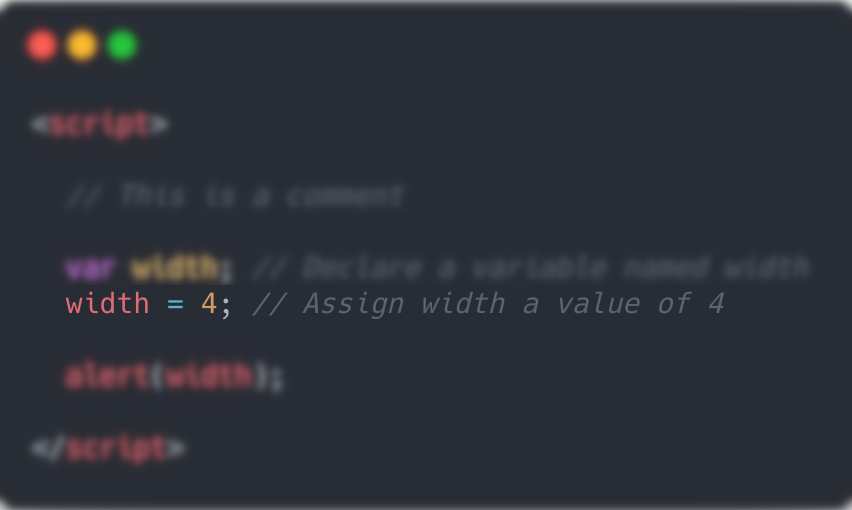 <script>
// This is a comment
var width; // Declare a variable named width
width = 4; // Assign width a value of 4
alert(width);
</script>